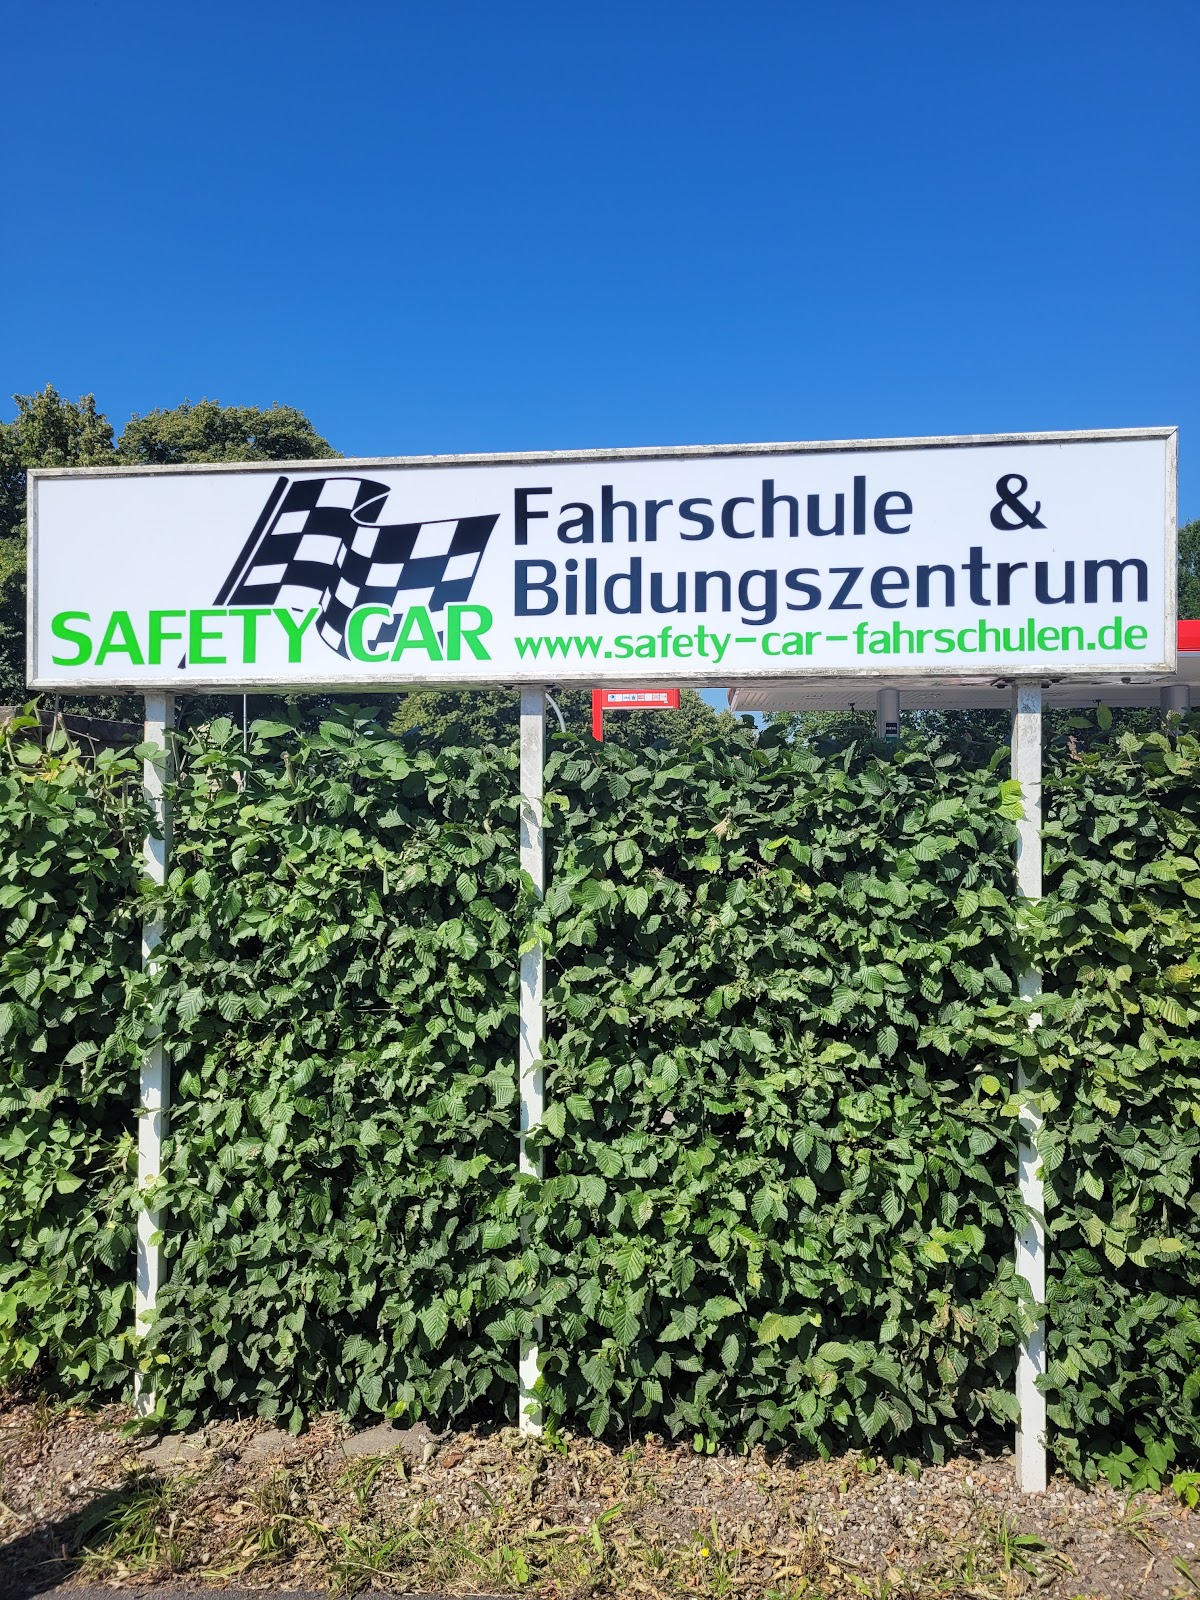 SAFETY CAR
Fahrschule &
Bildungszentrum
www.safety-car-fahrschulen.de